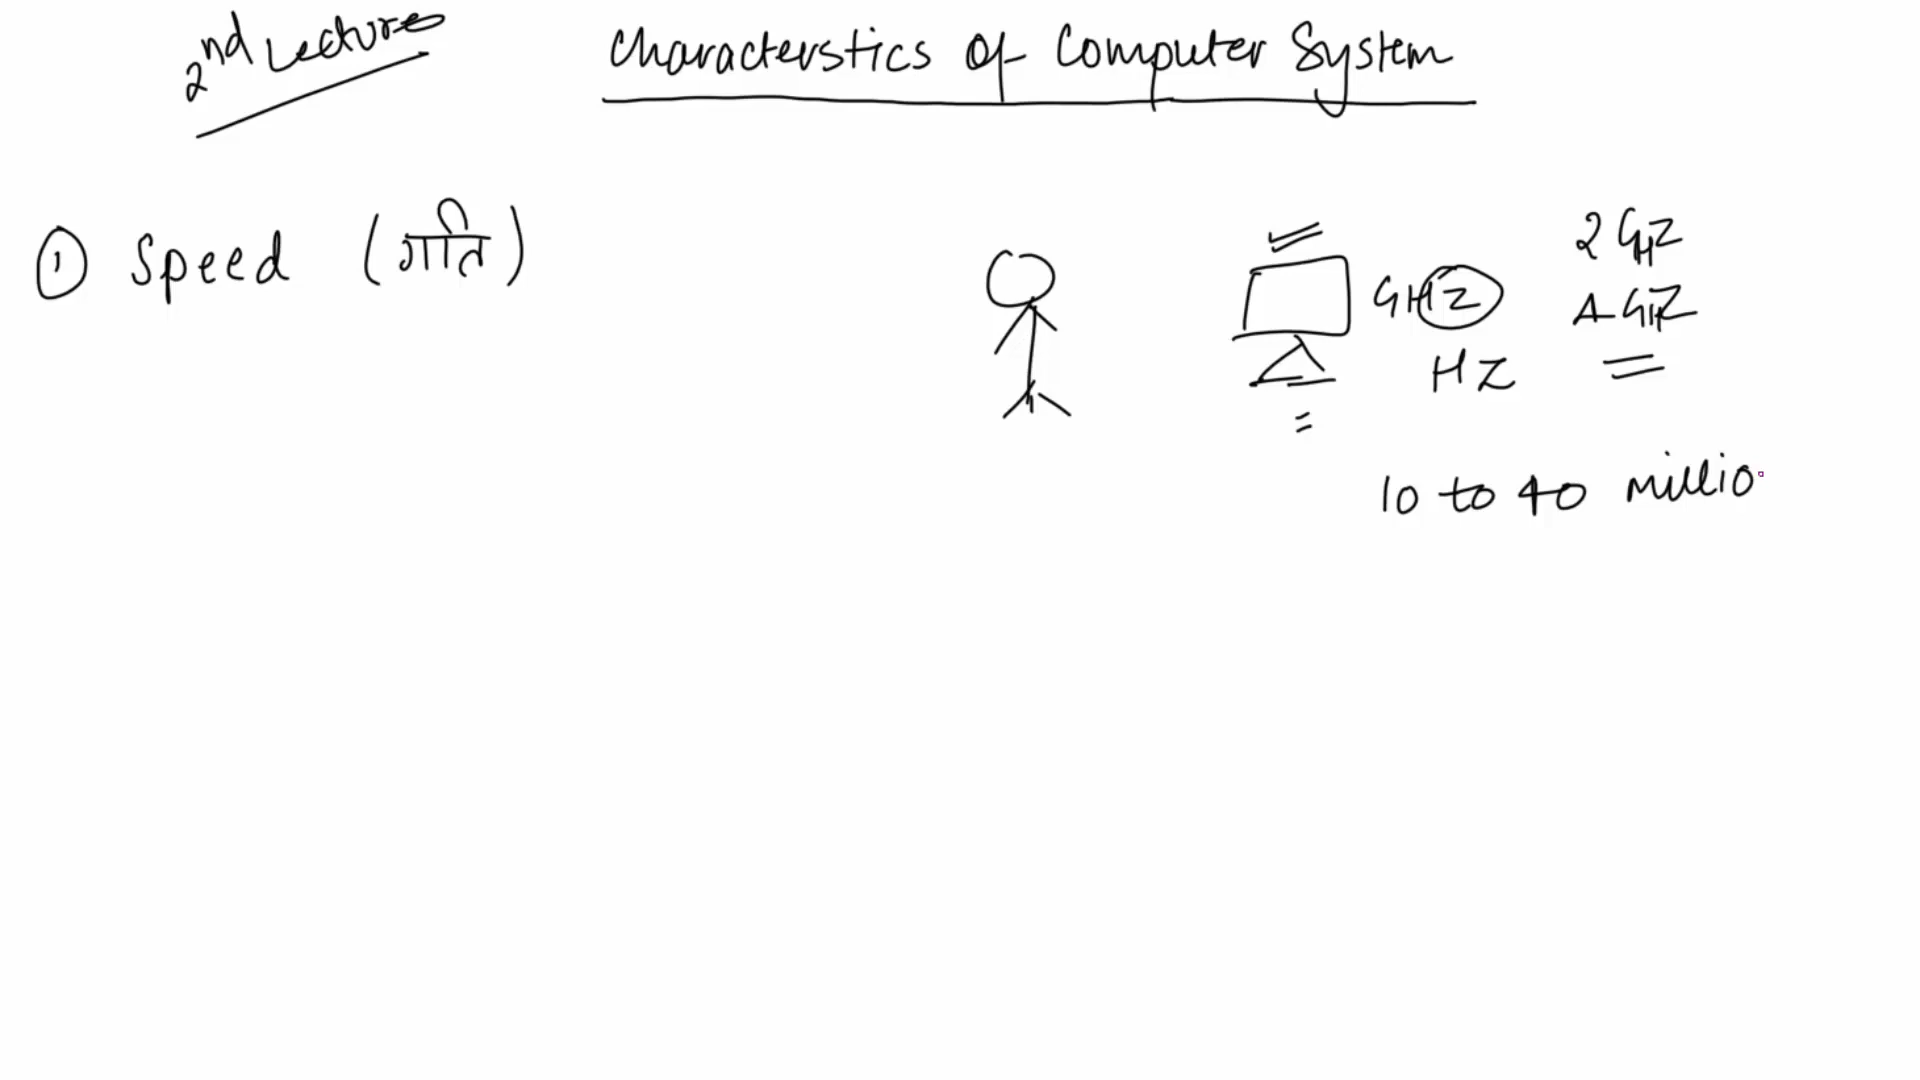 2nd Lecture
Characterstics Of Computer System
① Speed (गति)
2 GHZ
GHZ
4 GHZ
HZ
10 to 40 millio